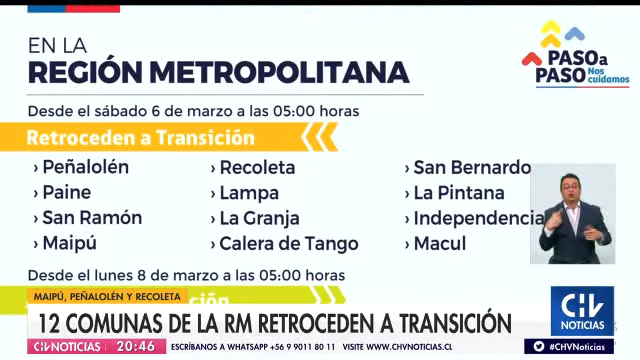 EN LA
REGIÓN METROPOLITANA
PASO a
PASO Nos
cuidamos
Desde el sábado 6 de marzo a las 05:00 horas
Retroceden a Transición
› Peñalolén
› Paine
› San Ramón
› Maipú
› Recoleta
› Lampa
› La Granja
› Calera de Tango
› San Bernardo
› La Pintana
› Independencia
› Macul
Desde el lunes 8 de marzo a las 05:00 horas
MAIPÚ, PEÑALOLÉN Y RECOLETA
12 COMUNAS DE LA RM RETROCEDEN A TRANSICIÓN
CHV NOTICIAS
CHV NOTICIAS 20:46 ESCRÍBANOS A WHATSAPP +56 9 9011 80 11 VISITE WWW.CHVNOTICIAS.CL #CHVNoticias